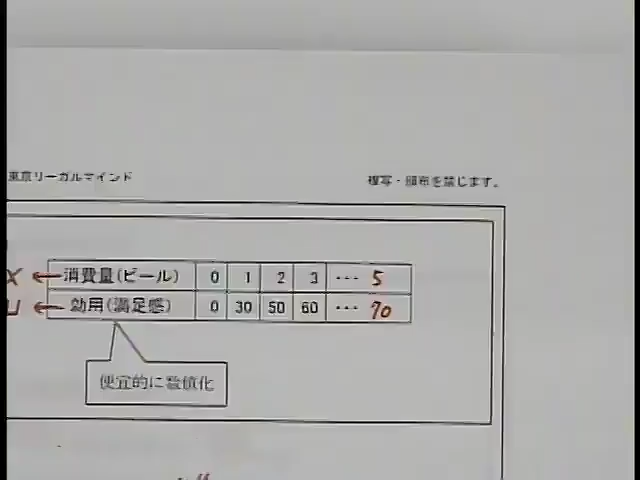 東京リーガルマインド
複写・頒布を禁じます。
X ← 消費量(ビール) 0 1 2 3 ··· 5
U ← 効用(満足感) 0 30 50 60 ··· 70
便宜的に数値化